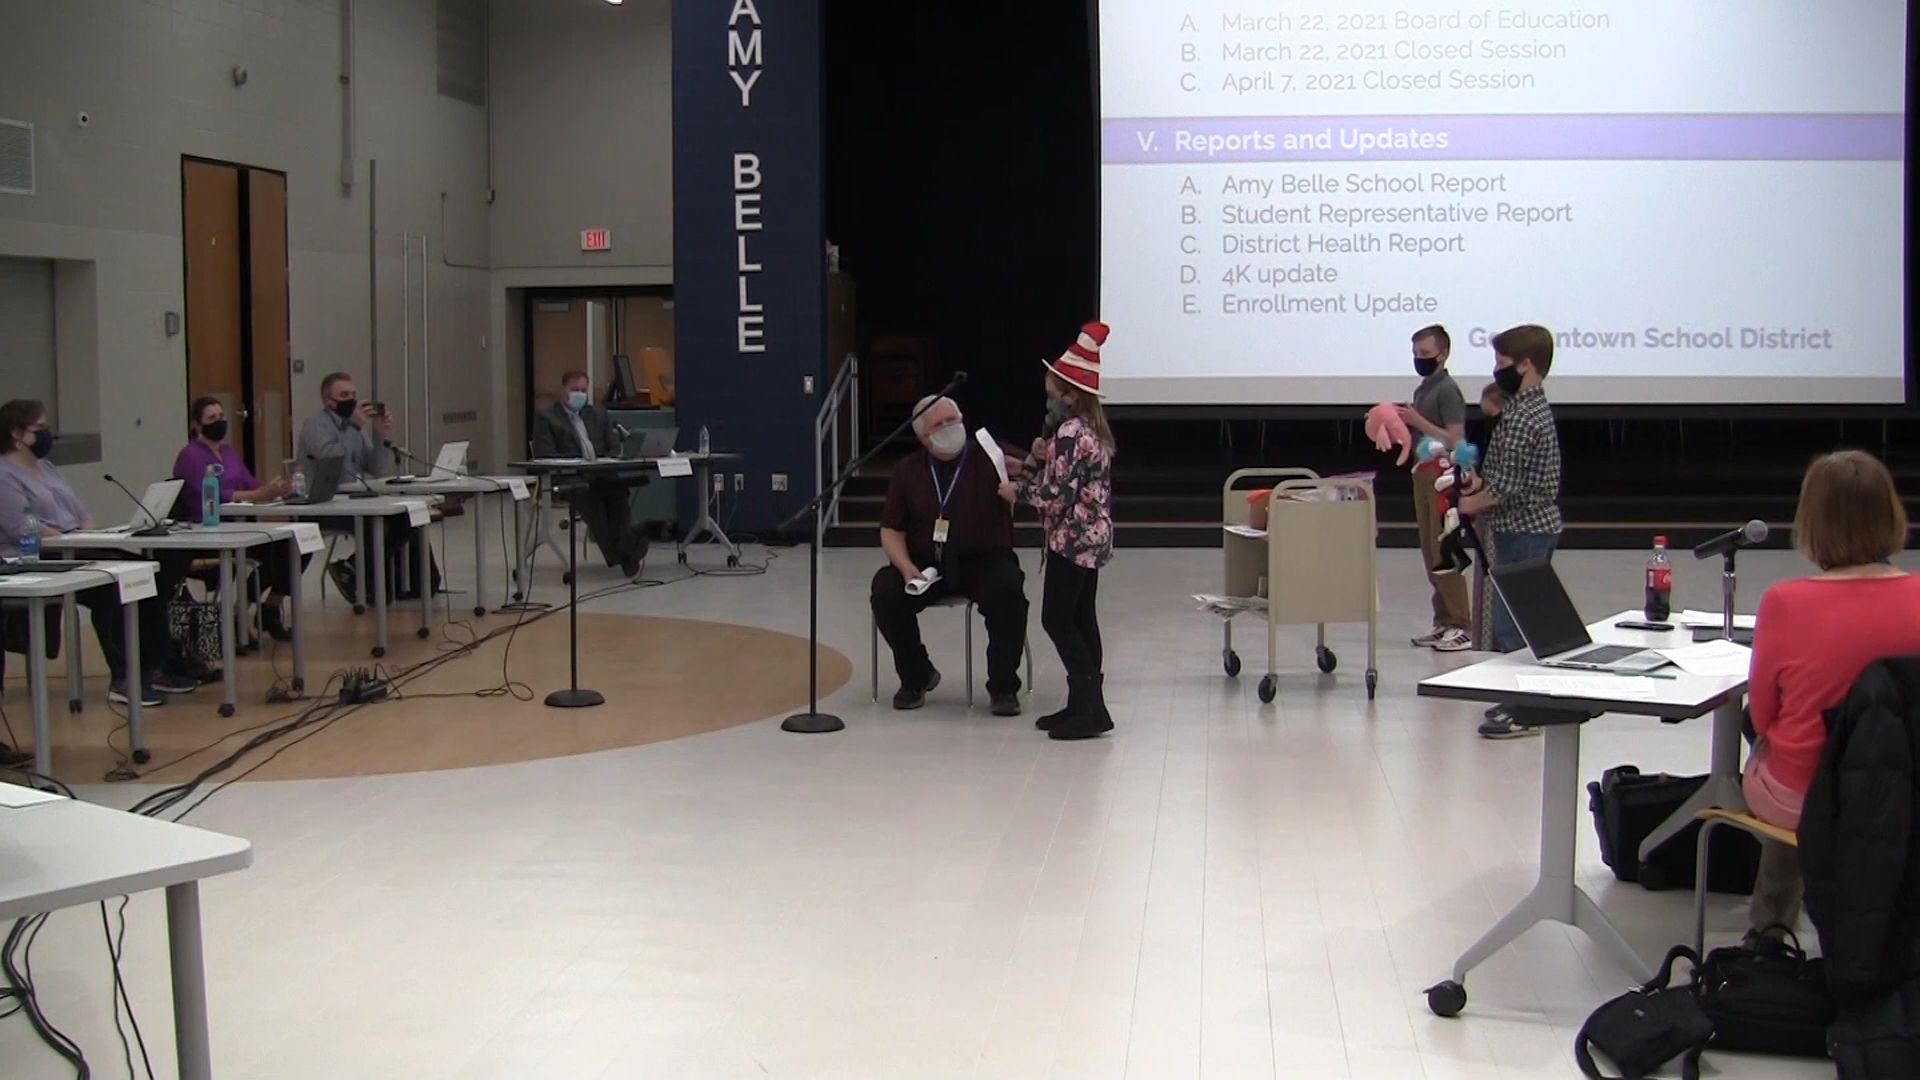 AMY BELLE
EXIT
A. March 22, 2021 Board of Education
B. March 22, 2021 Closed Session
C. April 7, 2021 Closed Session
V. Reports and Updates
A. Amy Belle School Report
B. Student Representative Report
C. District Health Report
D. 4K update
E. Enrollment Update
ntown School District